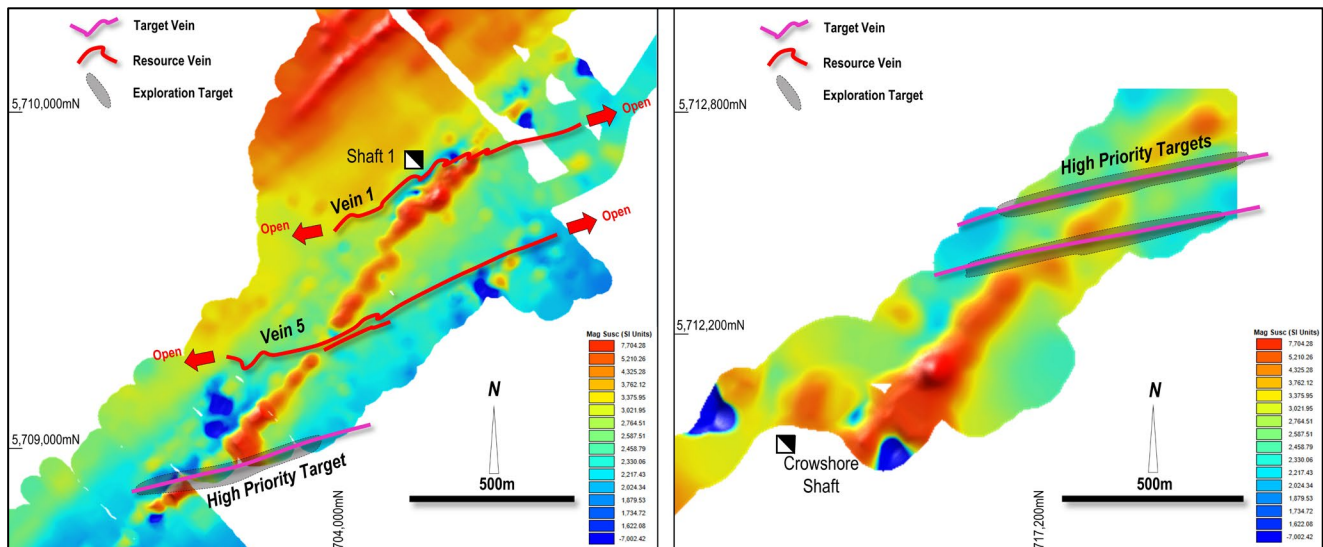 Target Vein
Resource Vein
Exploration Target
5,710,000mN
Shaft 1
Open
Vein 1
Open
Open
Vein 5
Open
5,709,000mN
High Priority Target
704,000mN
N
500m
Mag Susc (SI Units)
7,704.28
5,210.26
4,325.28
3,762.12
3,375.95
3,021.95
2,764.51
2,587.51
2,458.79
2,330.06
2,217.43
2,024.34
1,879.53
1,734.72
1,622.08
-7,002.42
Target Vein
Resource Vein
Exploration Target
5,712,800mN
High Priority Targets
5,712,200mN
Crowshore
Shaft
N
500m
717,200mN
Mag Susc (SI Units)
7,704.28
5,210.26
4,325.28
3,762.12
3,375.95
3,021.95
2,764.51
2,587.51
2,458.79
2,330.06
2,217.43
2,024.34
1,879.53
1,734.72
1,622.08
-7,002.42